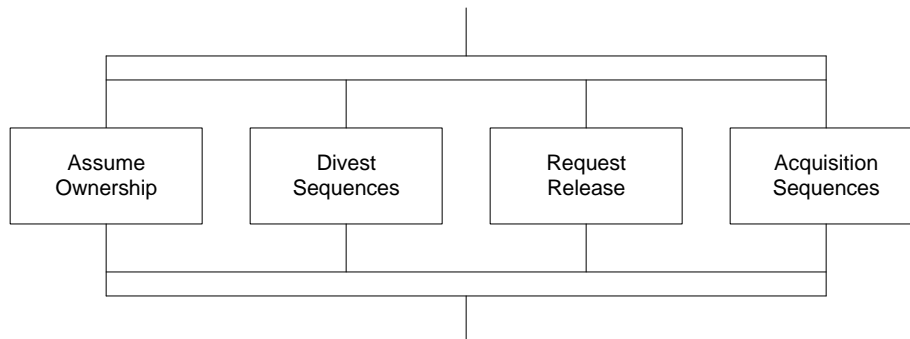 Assume
Ownership
Divest
Sequences
Request
Release
Acquisition
Sequences